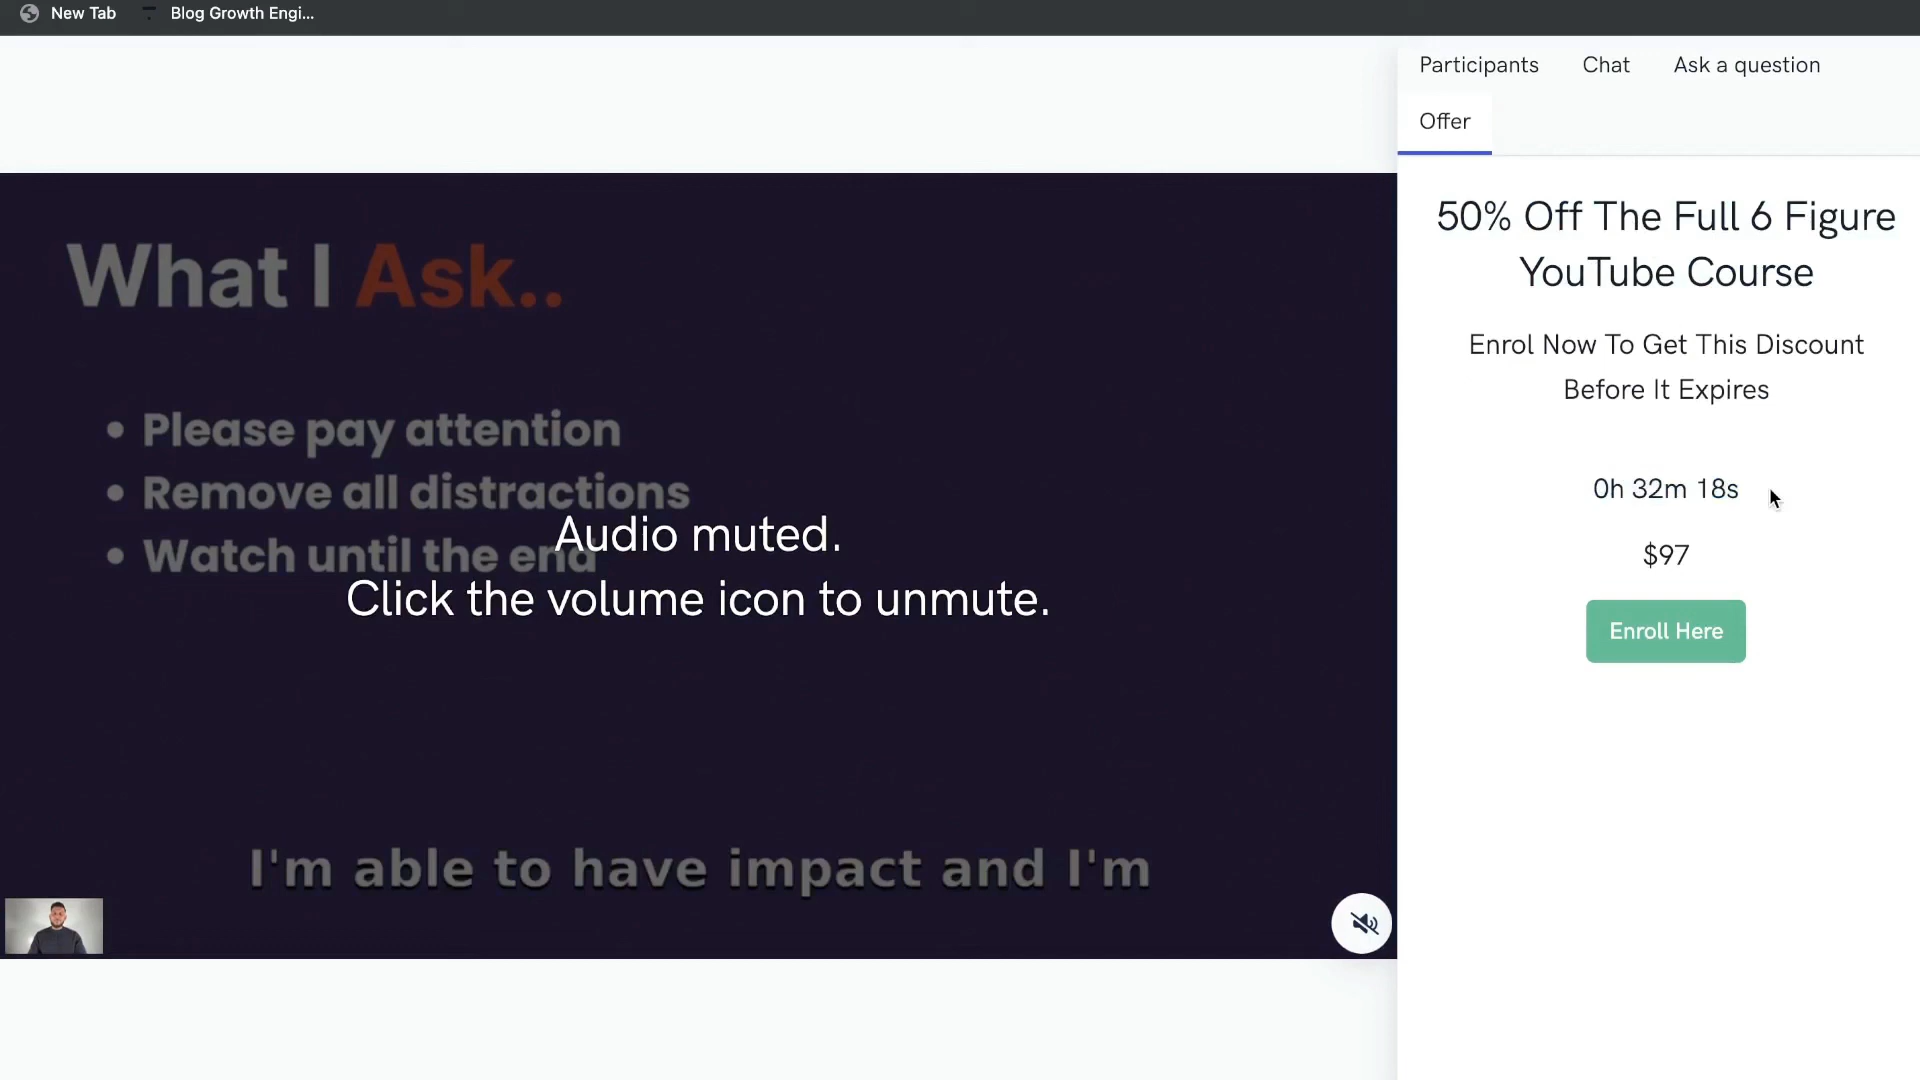 New Tab
Blog Growth Engi...
Participants
Chat
Ask a question
Offer
What I Ask..
• Please pay attention
• Remove all distractions
• Watch until the end
Audio muted.
Click the volume icon to unmute.
I'm able to have impact and I'm
50% Off The Full 6 Figure
YouTube Course
Enrol Now To Get This Discount
Before It Expires
0h 32m 18s
$97
Enroll Here